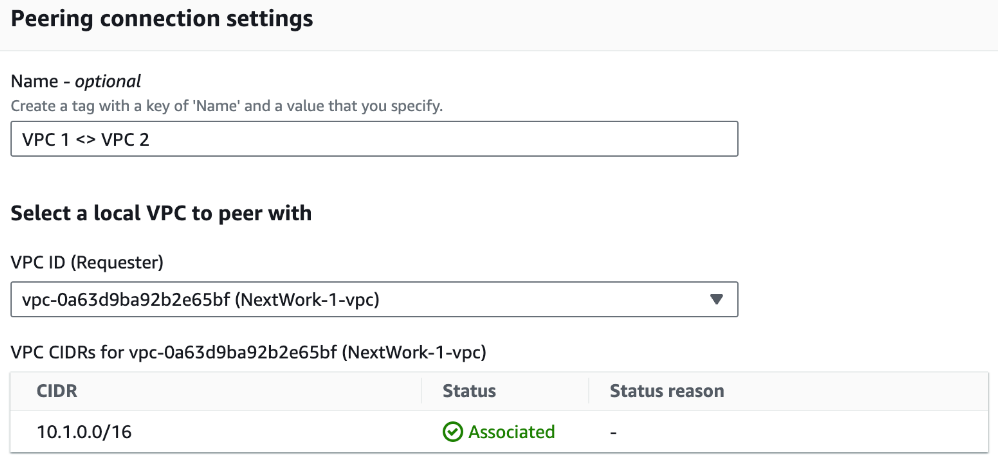 Peering connection settings
Name - optional
Create a tag with a key of 'Name' and a value that you specify.
VPC 1 <> VPC 2
Select a local VPC to peer with
VPC ID (Requester)
vpc-0a63d9ba92b2e65bf (NextWork-1-vpc)
VPC CIDRs for vpc-0a63d9ba92b2e65bf (NextWork-1-vpc)
CIDR Status Status reason
10.1.0.0/16 Associated -